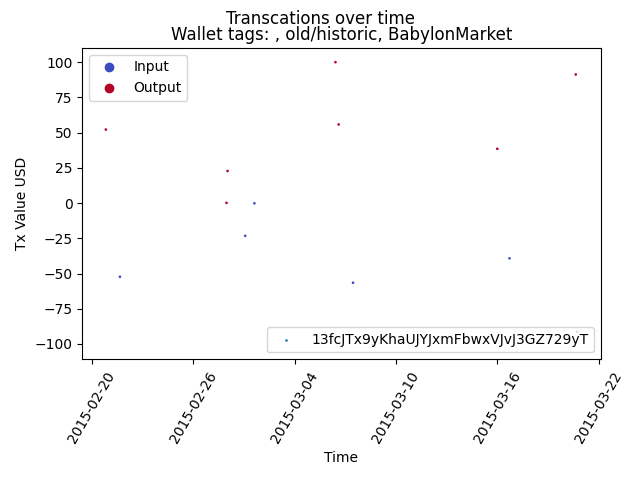 Transcations over time
Wallet tags: , old/historic, BabylonMarket
Input
Output
100
75
50
25
0
−25
−50
−75
−100
Tx Value USD
13fcJTx9yKhaUJYJxmFbwxVJvJ3GZ729yT
2015-02-20
2015-02-26
2015-03-04
2015-03-10
2015-03-16
2015-03-22
Time